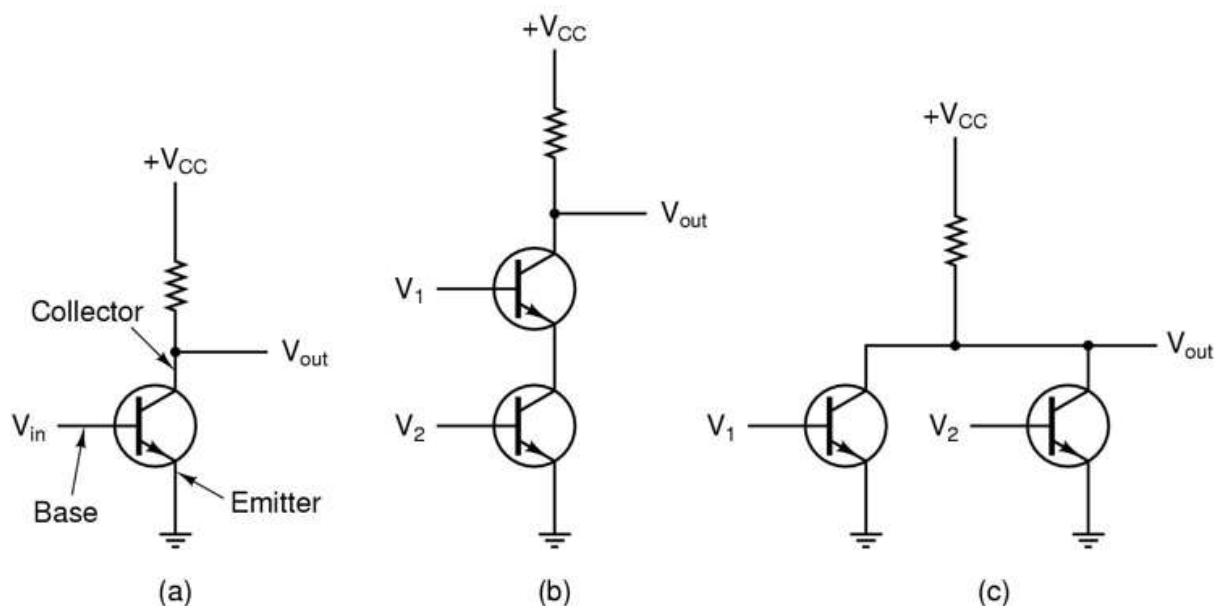 +VCC
Collector
Vout
Vin
Base
Emitter
(a)
+VCC
Vout
V1
V2
(b)
+VCC
Vout
V1
V2
(c)